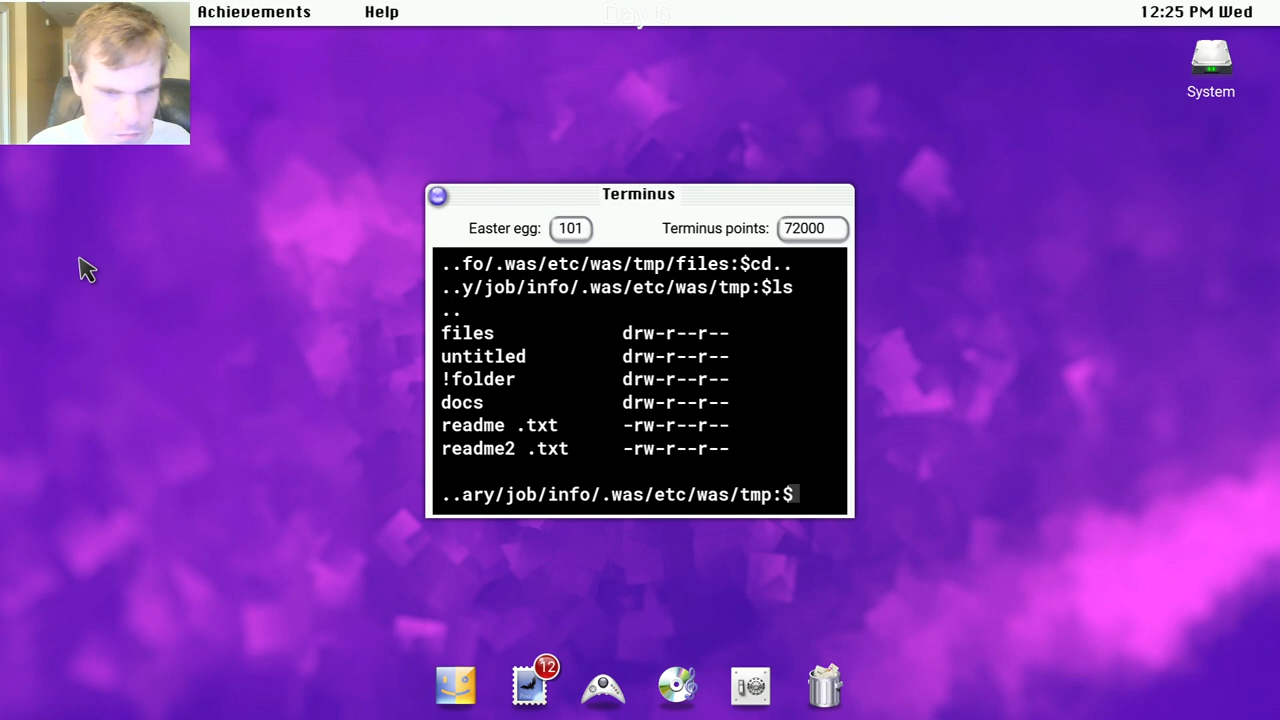 Achievements Help Day 6 12:25 PM Wed
System
Terminus
Easter egg: 101 Terminus points: 72000
..fo/.was/etc/was/tmp/files:$cd..
..y/job/info/.was/etc/was/tmp:$ls
..
files drw-r--r--
untitled drw-r--r--
!folder drw-r--r--
docs drw-r--r--
readme .txt -rw-r--r--
readme2 .txt -rw-r--r--
..ary/job/info/.was/etc/was/tmp:$
12